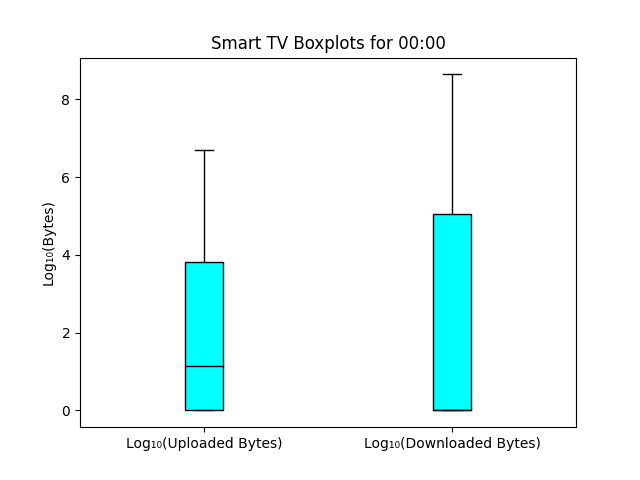 Smart TV Boxplots for 00:00
Log₁₀(Bytes)
8
6
4
2
0
Log₁₀(Uploaded Bytes)
Log₁₀(Downloaded Bytes)